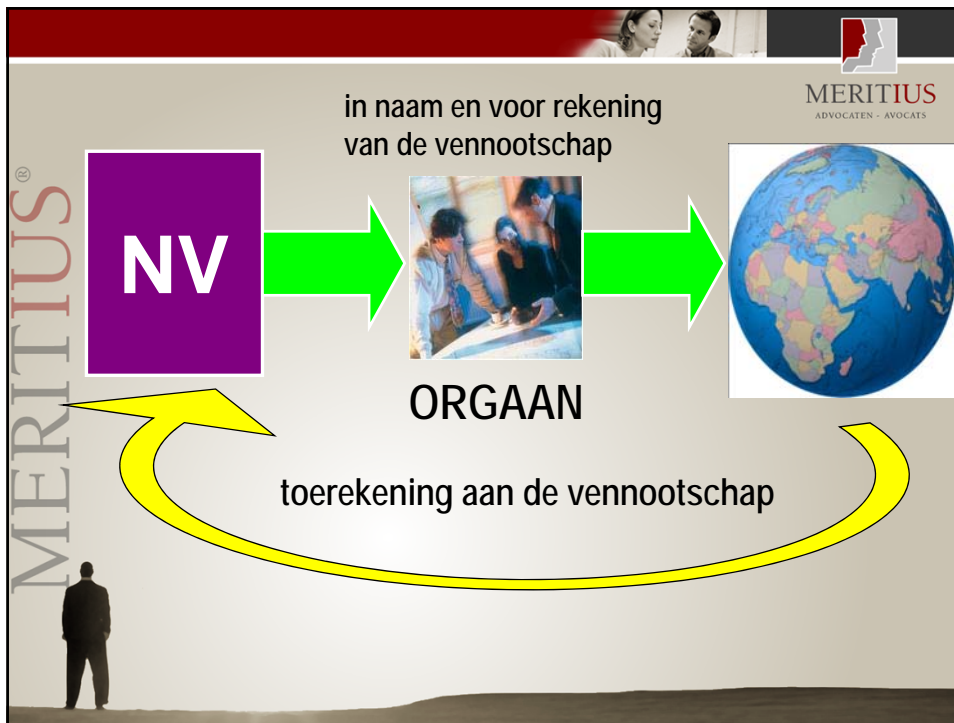 in naam en voor rekening
van de vennootschap
MERITIUS
ADVOCATEN - AVOCATS
MERITIUS®
NV
ORGAAN
toerekening aan de vennootschap